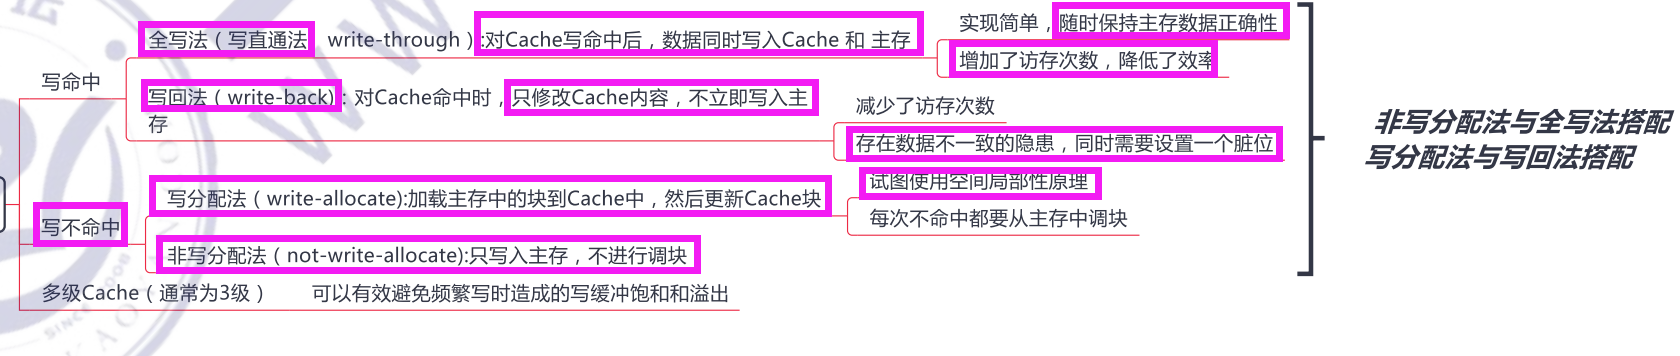 写命中
全写法（写直通法 write-through）:对Cache写命中后，数据同时写入Cache 和 主存
实现简单，随时保持主存数据正确性
增加了访存次数，降低了效率
写回法（write-back）：对Cache命中时，只修改Cache内容，不立即写入主
存
减少了访存次数
存在数据不一致的隐患，同时需要设置一个脏位
写不命中
写分配法（write-allocate):加载主存中的块到Cache中，然后更新Cache块
试图使用空间局部性原理
每次不命中都要从主存中调块
非写分配法（not-write-allocate):只写入主存，不进行调块
多级Cache（通常为3级） 可以有效避免频繁写时造成的写缓冲饱和和溢出
非写分配法与全写法搭配
写分配法与写回法搭配